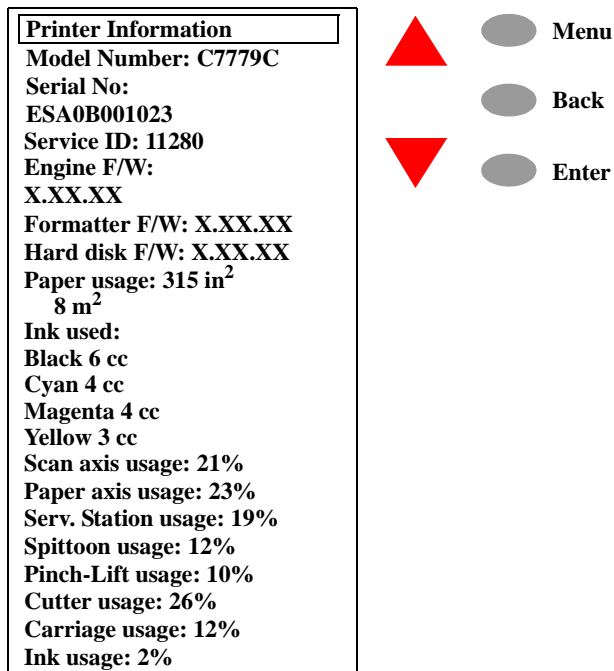 Printer Information
Model Number: C7779C
Serial No:
ESA0B001023
Service ID: 11280
Engine F/W:
X.XX.XX
Formatter F/W: X.XX.XX
Hard disk F/W: X.XX.XX
Paper usage: 315 in2
8 m2
Ink used:
Black 6 cc
Cyan 4 cc
Magenta 4 cc
Yellow 3 cc
Scan axis usage: 21%
Paper axis usage: 23%
Serv. Station usage: 19%
Spittoon usage: 12%
Pinch-Lift usage: 10%
Cutter usage: 26%
Carriage usage: 12%
Ink usage: 2%
Menu
Back
Enter